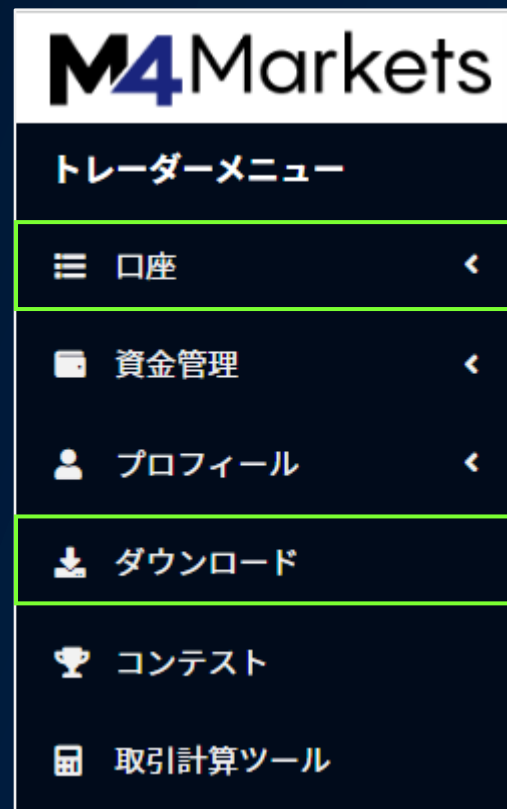 M4Markets
トレーダーメニュー
口座
資金管理
プロフィール
ダウンロード
コンテスト
取引計算ツール